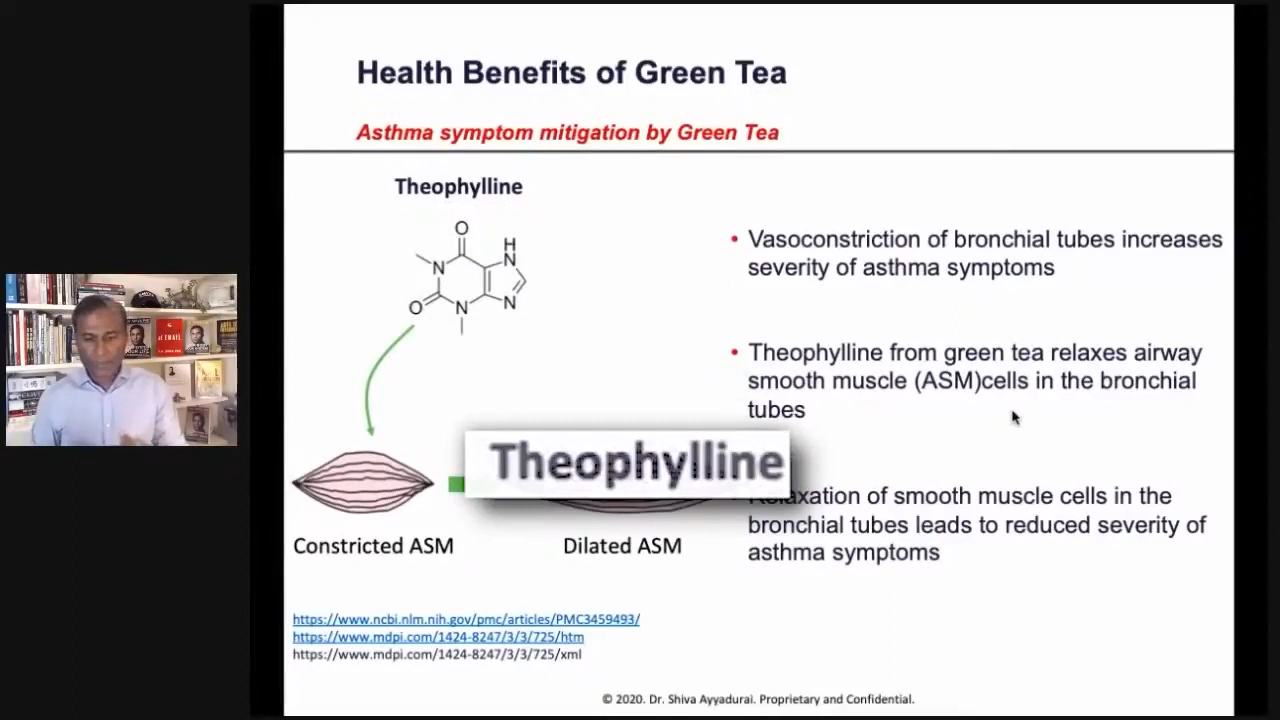 Health Benefits of Green Tea
Asthma symptom mitigation by Green Tea
Theophylline
O
H
N
N
O
N
N
• Vasoconstriction of bronchial tubes increases
severity of asthma symptoms
• Theophylline from green tea relaxes airway
smooth muscle (ASM)cells in the bronchial
tubes
Theophylline
axation of smooth muscle cells in the
bronchial tubes leads to reduced severity of
asthma symptoms
Constricted ASM
Dilated ASM
https://www.ncbi.nlm.nih.gov/pmc/articles/PMC3459493/
https://www.mdpi.com/1424-8247/3/3/725/htm
https://www.mdpi.com/1424-8247/3/3/725/xml
© 2020. Dr. Shiva Ayyadurai. Proprietary and Confidential.